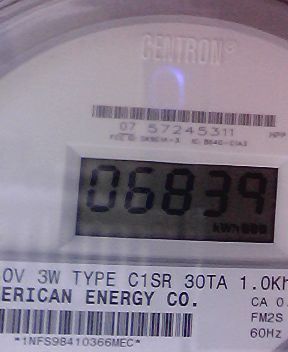 CENTRON®
07 57245311
06839
kWh
0V 3W TYPE C1SR 30TA 1.0Kh
ERICAN ENERGY CO.
CA 0.
FM2S
60Hz
*1NFS98410366MEC*